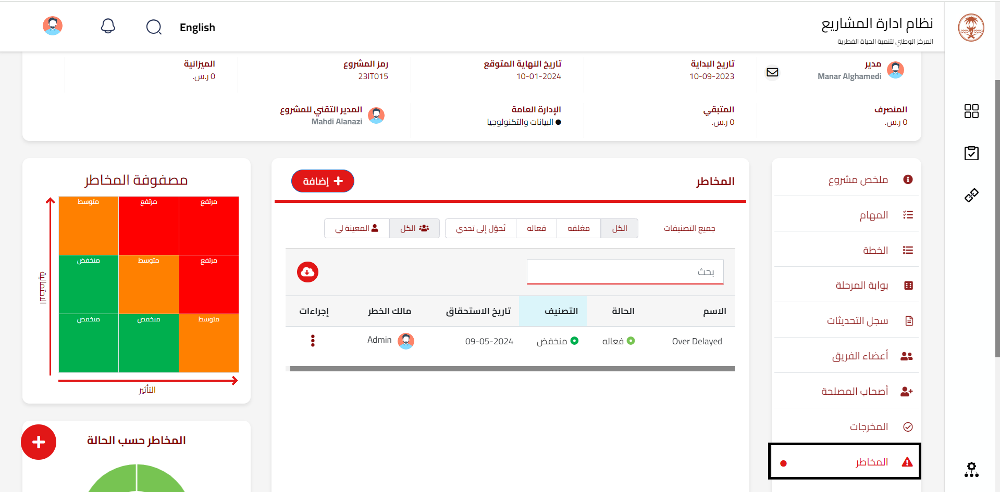 نظام ادارة المشاريع
المركز الوطني لتنمية الحياة الفطرية
English
مدير
Manar Alghamedi
تاريخ البداية
10-09-2023
تاريخ النهاية المتوقع
10-01-2024
رمز المشروع
23IT015
الميزانية
0 ر.س.
المنصرف
0 ر.س.
المتبقي
0 ر.س.
الإدارة العامة
البيانات والتكنولوجيا
المدير التقني للمشروع
Mahdi Alanazi
ملخص مشروع
المهام
الخطة
بوابة المرحلة
سجل التحديثات
أعضاء الفريق
أصحاب المصلحة
المخرجات
المخاطر
المخاطر
إضافة
جميع التصنيفات
الكل
مغلقه
فعاله
تَحوّل إلى تحدي
الكل
المعينة لي
بحث
الاسم الحالة التصنيف تاريخ الاستحقاق مالك الخطر إجراءات
Over Delayed فعاله منخفض 09-05-2024 Admin
مصفوفة المخاطر
مرتفع مرتفع متوسط
مرتفع متوسط منخفض
متوسط منخفض منخفض
الاحتمالية
التأثير
المخاطر حسب الحالة